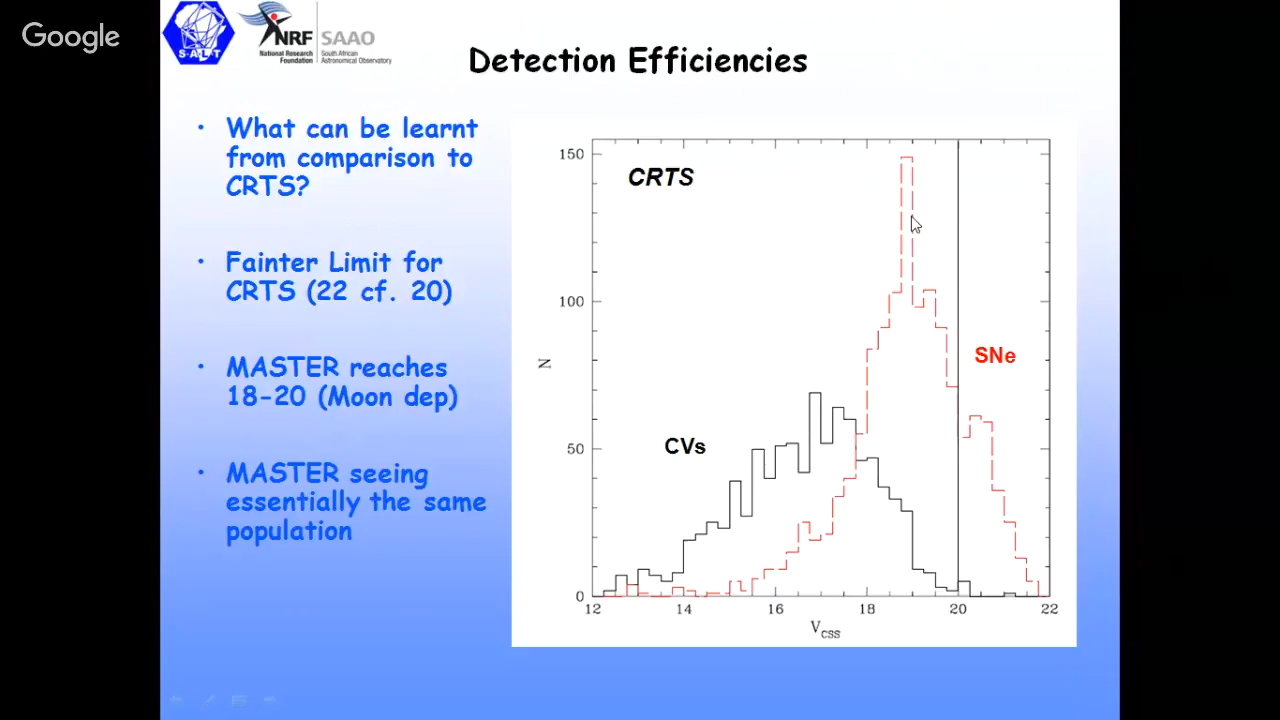 Google
SALT
NRF
SAAO
National Research
Foundation
South African
Astronomical Observatory
Detection Efficiencies
• What can be learnt
from comparison to
CRTS?
• Fainter Limit for
CRTS (22 cf. 20)
• MASTER reaches
18-20 (Moon dep)
• MASTER seeing
essentially the same
population
CRTS
150
100
50
0
N
CVs
SNe
12 14 16 18 20 22
VCSS